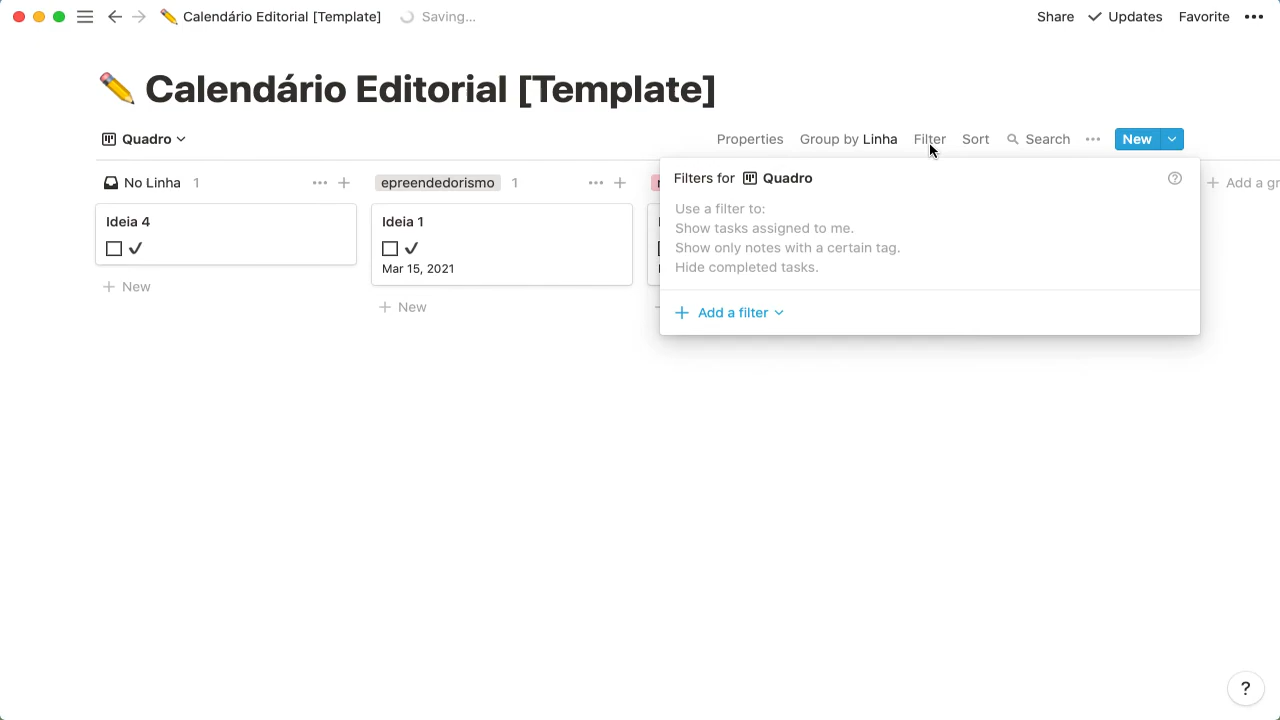 ✏️ Calendário Editorial [Template] Saving... Share Updates Favorite •••
✏️ Calendário Editorial [Template]
Quadro Properties Group by Linha Filter Sort Search ••• New
No Linha 1 ••• + epreendedorismo 1 ••• + + Add a gr
Filters for Quadro ?
Ideia 4
Ideia 1
✔
✔
Mar 15, 2021
+ New
+ New
Use a filter to:
Show tasks assigned to me.
Show only notes with a certain tag.
Hide completed tasks.
+ Add a filter
?